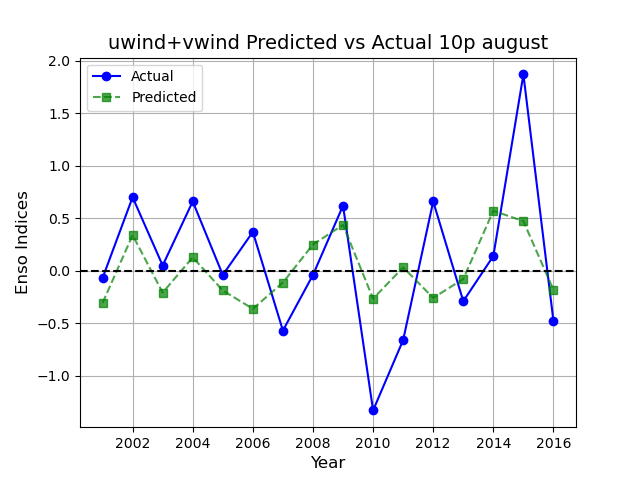 uwind+vwind Predicted vs Actual 10p august
Actual
Predicted
Enso Indices
2.0
1.5
1.0
0.5
0.0
−0.5
−1.0
2002 2004 2006 2008 2010 2012 2014 2016
Year